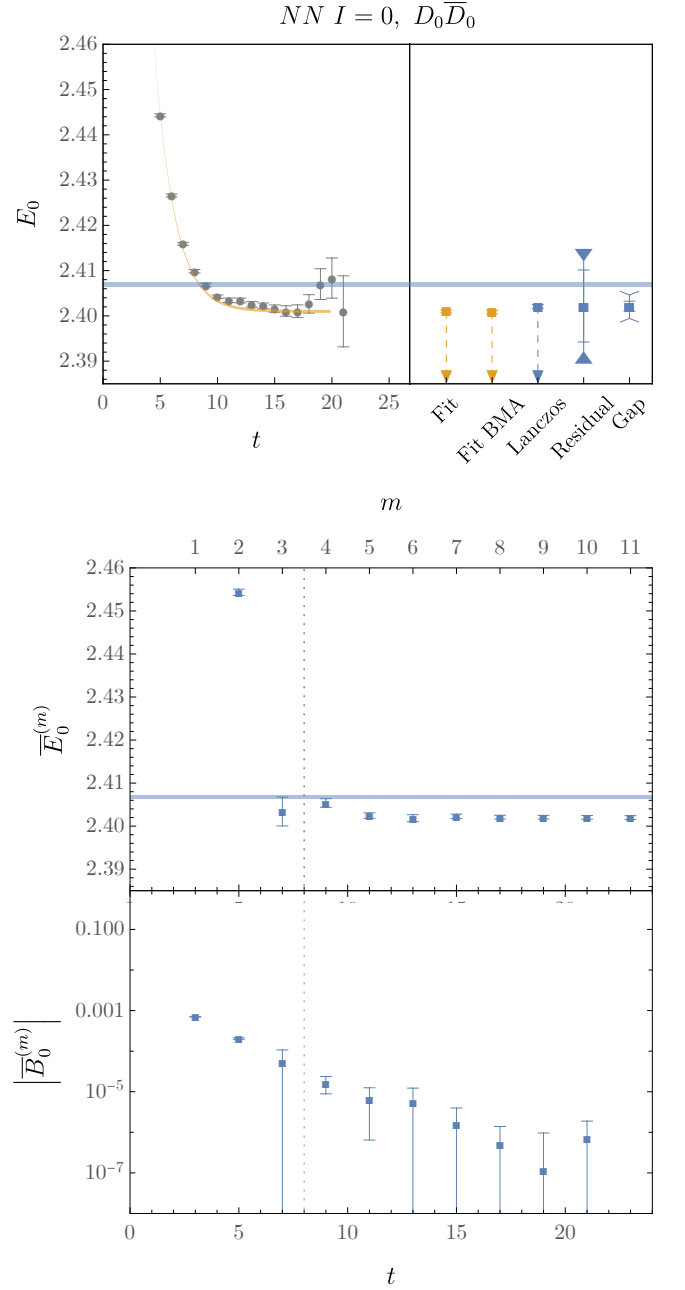 NN I = 0, D₀D̅₀
2.46
2.45
2.44
2.43
2.42
2.41
2.40
2.39
E₀
0 5 10 15 20 25
t
Fit
Fit BMA
Lanczos
Residual
Gap
m
1 2 3 4 5 6 7 8 9 10 11
2.46
2.45
2.44
2.43
2.42
2.41
2.40
2.39
E̅₀⁽ᵐ⁾
0.100
0.001
10⁻⁵
10⁻⁷
|B̅₀⁽ᵐ⁾|
0 5 10 15 20
t